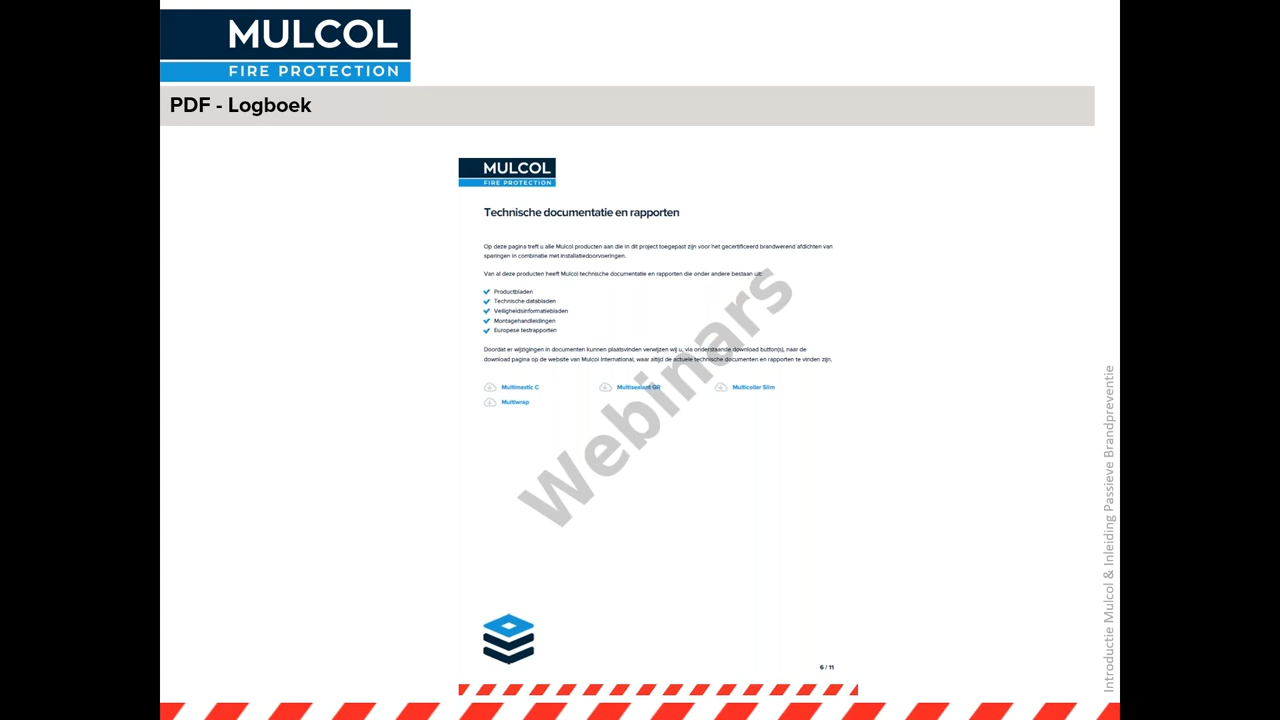 MULCOL
FIRE PROTECTION
PDF - Logboek
MULCOL
FIRE PROTECTION
Technische documentatie en rapporten
Op deze pagina treft u alle Mulcol producten aan die in dit project toegepast zijn voor het gecertificeerd brandwerend afdichten van
sparingen in combinatie met installatiedoorvoeringen.
Van al deze producten heeft Mulcol technische documentatie en rapporten die onder andere bestaan uit:
Productbladen
Technische databladen
Veiligheidsinformatiebladen
Montagehandleidingen
Europese testrapporten
Doordat er wijzigingen in documenten kunnen plaatsvinden verwijzen wij u, via onderstaande download button(s), naar de
download pagina op de website van Mulcol International, waar altijd de actuele technische documenten en rapporten te vinden zijn.
Multimastic C
Multisealant GR
Multicollar Slim
Multiwrap
Webinars
6 / 11
Introductie Mulcol & Inleiding Passieve Brandpreventie